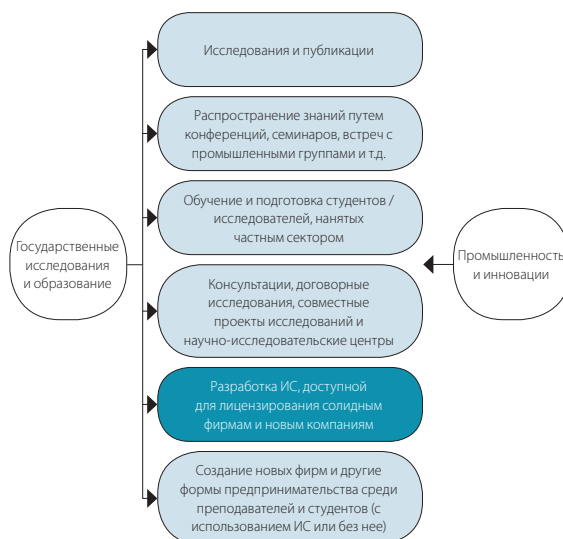 Исследования и публикации
Распространение знаний путем
конференций, семинаров, встреч с
промышленными группами и т.д.
Обучение и подготовка студентов /
исследователей, нанятых
частным сектором
Государственные
исследования
и образование
Промышленность
и инновации
Консультации, договорные
исследования, совместные
проекты исследований и
научно-исследовательские центры
Разработка ИС, доступной
для лицензирования солидным
фирмам и новым компаниям
Создание новых фирм и другие
формы предпринимательства среди
преподавателей и студентов (с
использованием ИС или без нее)